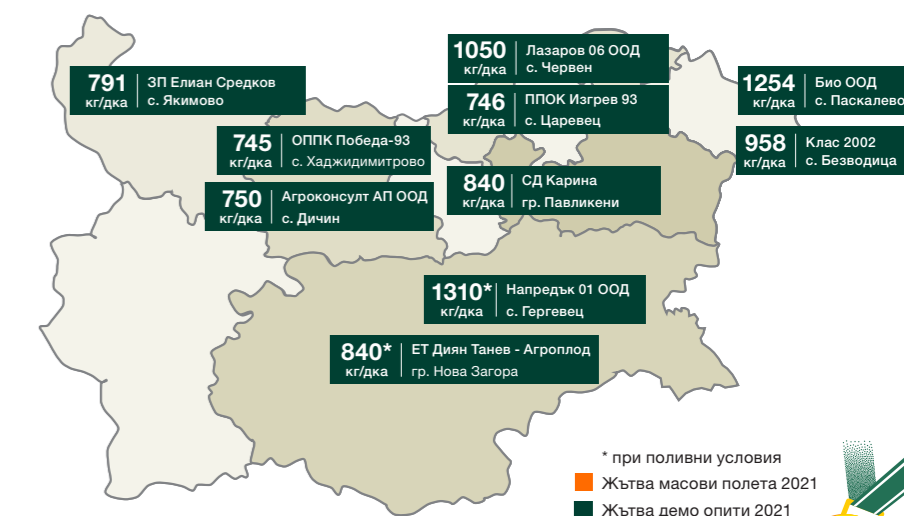 791
кг/дка
ЗП Елиан Средков
с. Якимово
1050
кг/дка
Лазаров 06 ООД
с. Червен
746
кг/дка
ППОК Изгрев 93
с. Царевец
1254
кг/дка
Био ООД
с. Паскалево
745
кг/дка
ОППК Победа-93
с. Хаджидимитрово
958
кг/дка
Клас 2002
с. Безводица
750
кг/дка
Агроконсулт АП ООД
с. Дичин
840
кг/дка
СД Карина
гр. Павликени
1310*
кг/дка
Напредък 01 ООД
с. Гергевец
840*
кг/дка
ЕТ Диян Танев - Агроплод
гр. Нова Загора
* при поливни условия
Жътва масови полета 2021
Жътва демо опити 2021